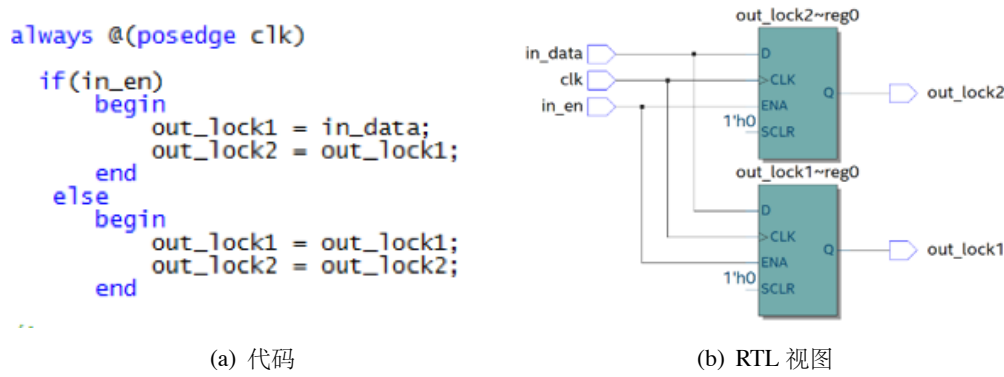 always @(posedge clk)
if(in_en)
begin
out_lock1 = in_data;
out_lock2 = out_lock1;
end
else
begin
out_lock1 = out_lock1;
out_lock2 = out_lock2;
end
(a) 代码
out_lock2~reg0
in_data
clk
in_en
1'h0
D
CLK
ENA
SCLR
Q
out_lock2
out_lock1~reg0
D
CLK
ENA
1'h0
SCLR
Q
out_lock1
(b) RTL 视图